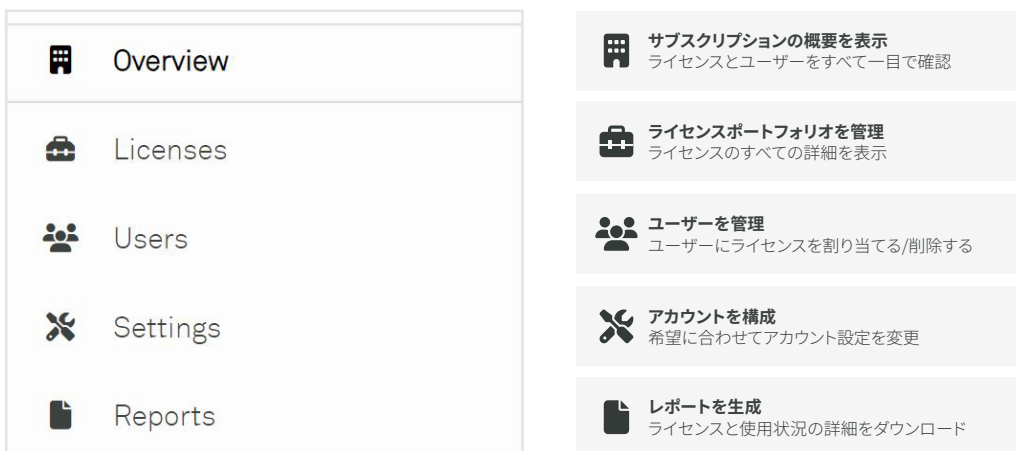 Overview
Licenses
Users
Settings
Reports
サブスクリプションの概要を表示
ライセンスとユーザーをすべて一目で確認
ライセンスポートフォリオを管理
ライセンスのすべての詳細を表示
ユーザーを管理
ユーザーにライセンスを割り当てる/削除する
アカウントを構成
希望に合わせてアカウント設定を変更
レポートを生成
ライセンスと使用状況の詳細をダウンロード